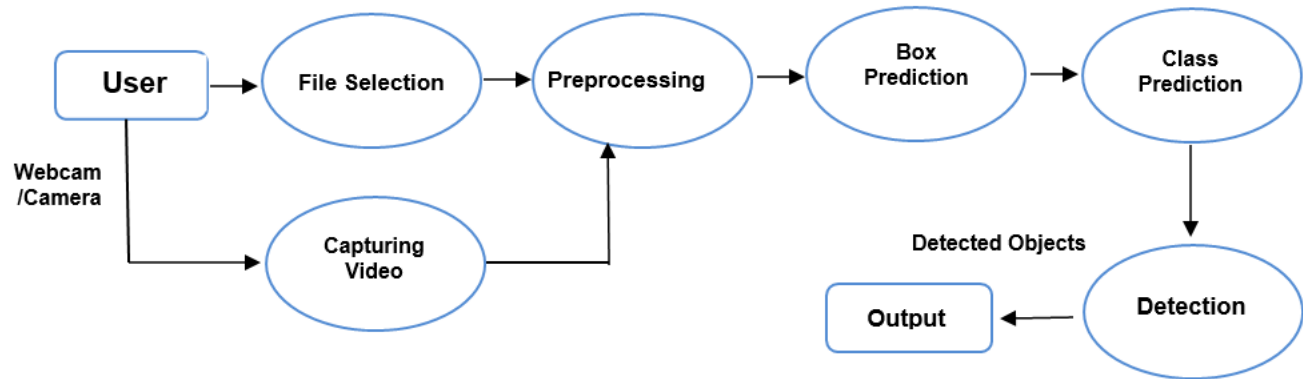 User
File Selection
Preprocessing
Box
Prediction
Class
Prediction
Webcam
/Camera
Capturing
Video
Detected Objects
Output
Detection